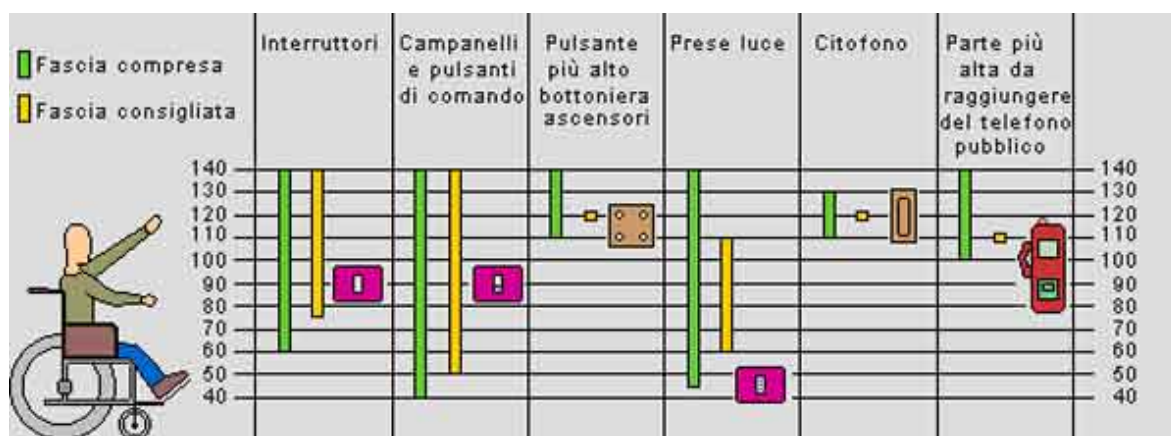 Fascia compresa
Fascia consigliata
Interruttori
Campanelli
e pulsanti
di comando
Pulsante
più alto
bottoniera
ascensori
Prese luce
Citofono
Parte più
alta da
raggiungere
del telefono
pubblico
140
130
120
110
100
90
80
70
60
50
40
140
130
120
110
100
90
80
70
60
50
40